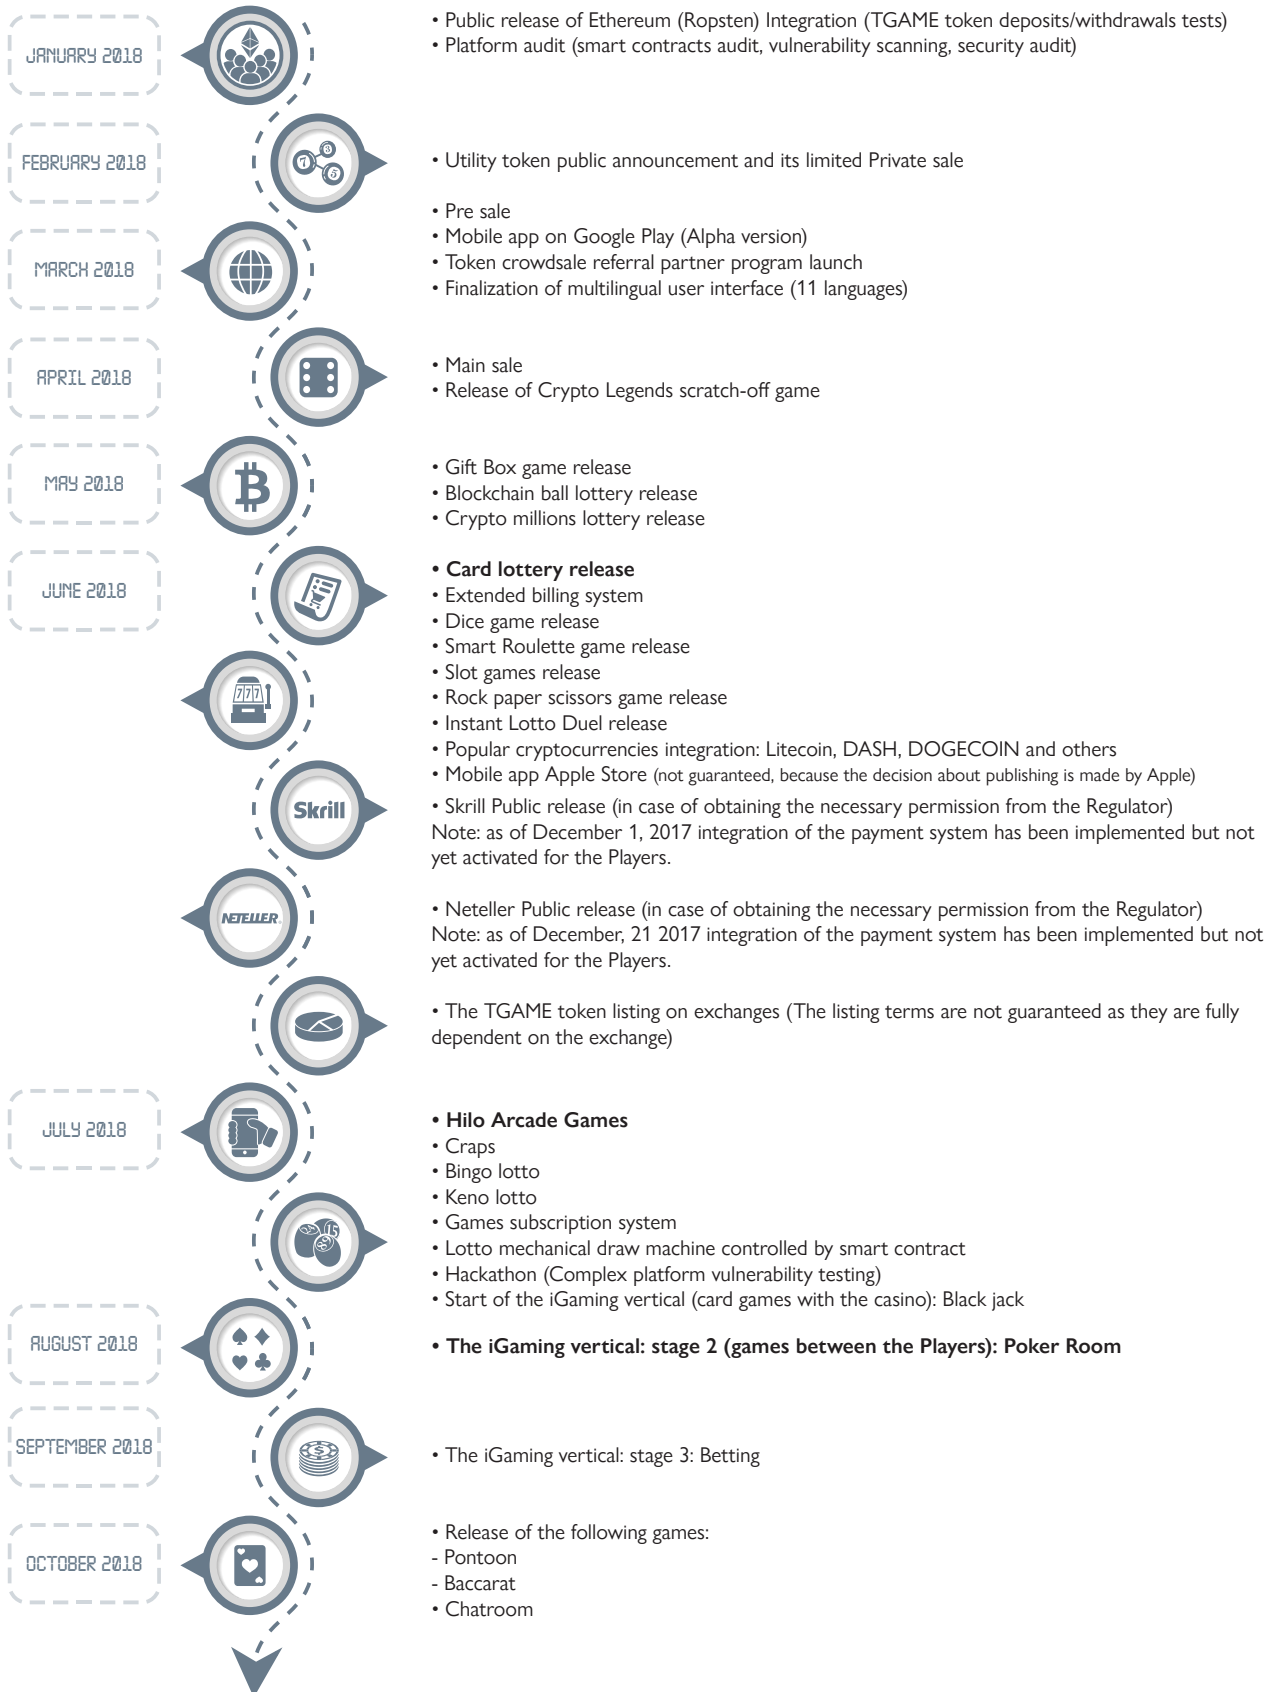 JANUARY 2018
• Public release of Ethereum (Ropsten) Integration (TGAME token deposits/withdrawals tests)
• Platform audit (smart contracts audit, vulnerability scanning, security audit)
FEBRUARY 2018
7
3
5
• Utility token public announcement and its limited Private sale
MARCH 2018
• Pre sale
• Mobile app on Google Play (Alpha version)
• Token crowdsale referral partner program launch
• Finalization of multilingual user interface (11 languages)
APRIL 2018
• Main sale
• Release of Crypto Legends scratch-off game
MAY 2018
• Gift Box game release
• Blockchain ball lottery release
• Crypto millions lottery release
JUNE 2018
• Card lottery release
• Extended billing system
• Dice game release
• Smart Roulette game release
• Slot games release
777
• Rock paper scissors game release
• Instant Lotto Duel release
• Popular cryptocurrencies integration: Litecoin, DASH, DOGECOIN and others
• Mobile app Apple Store (not guaranteed, because the decision about publishing is made by Apple)
Skrill
• Skrill Public release (in case of obtaining the necessary permission from the Regulator)
Note: as of December 1, 2017 integration of the payment system has been implemented but not
yet activated for the Players.
NETELLER
• Neteller Public release (in case of obtaining the necessary permission from the Regulator)
Note: as of December, 21 2017 integration of the payment system has been implemented but not
yet activated for the Players.
• The TGAME token listing on exchanges (The listing terms are not guaranteed as they are fully
dependent on the exchange)
JULY 2018
• Hilo Arcade Games
• Craps
• Bingo lotto
• Keno lotto
• Games subscription system
15
89
• Lotto mechanical draw machine controlled by smart contract
• Hackathon (Complex platform vulnerability testing)
• Start of the iGaming vertical (card games with the casino): Black jack
AUGUST 2018
• The iGaming vertical: stage 2 (games between the Players): Poker Room
SEPTEMBER 2018
$
• The iGaming vertical: stage 3: Betting
OCTOBER 2018
• Release of the following games:
- Pontoon
- Baccarat
• Chatroom